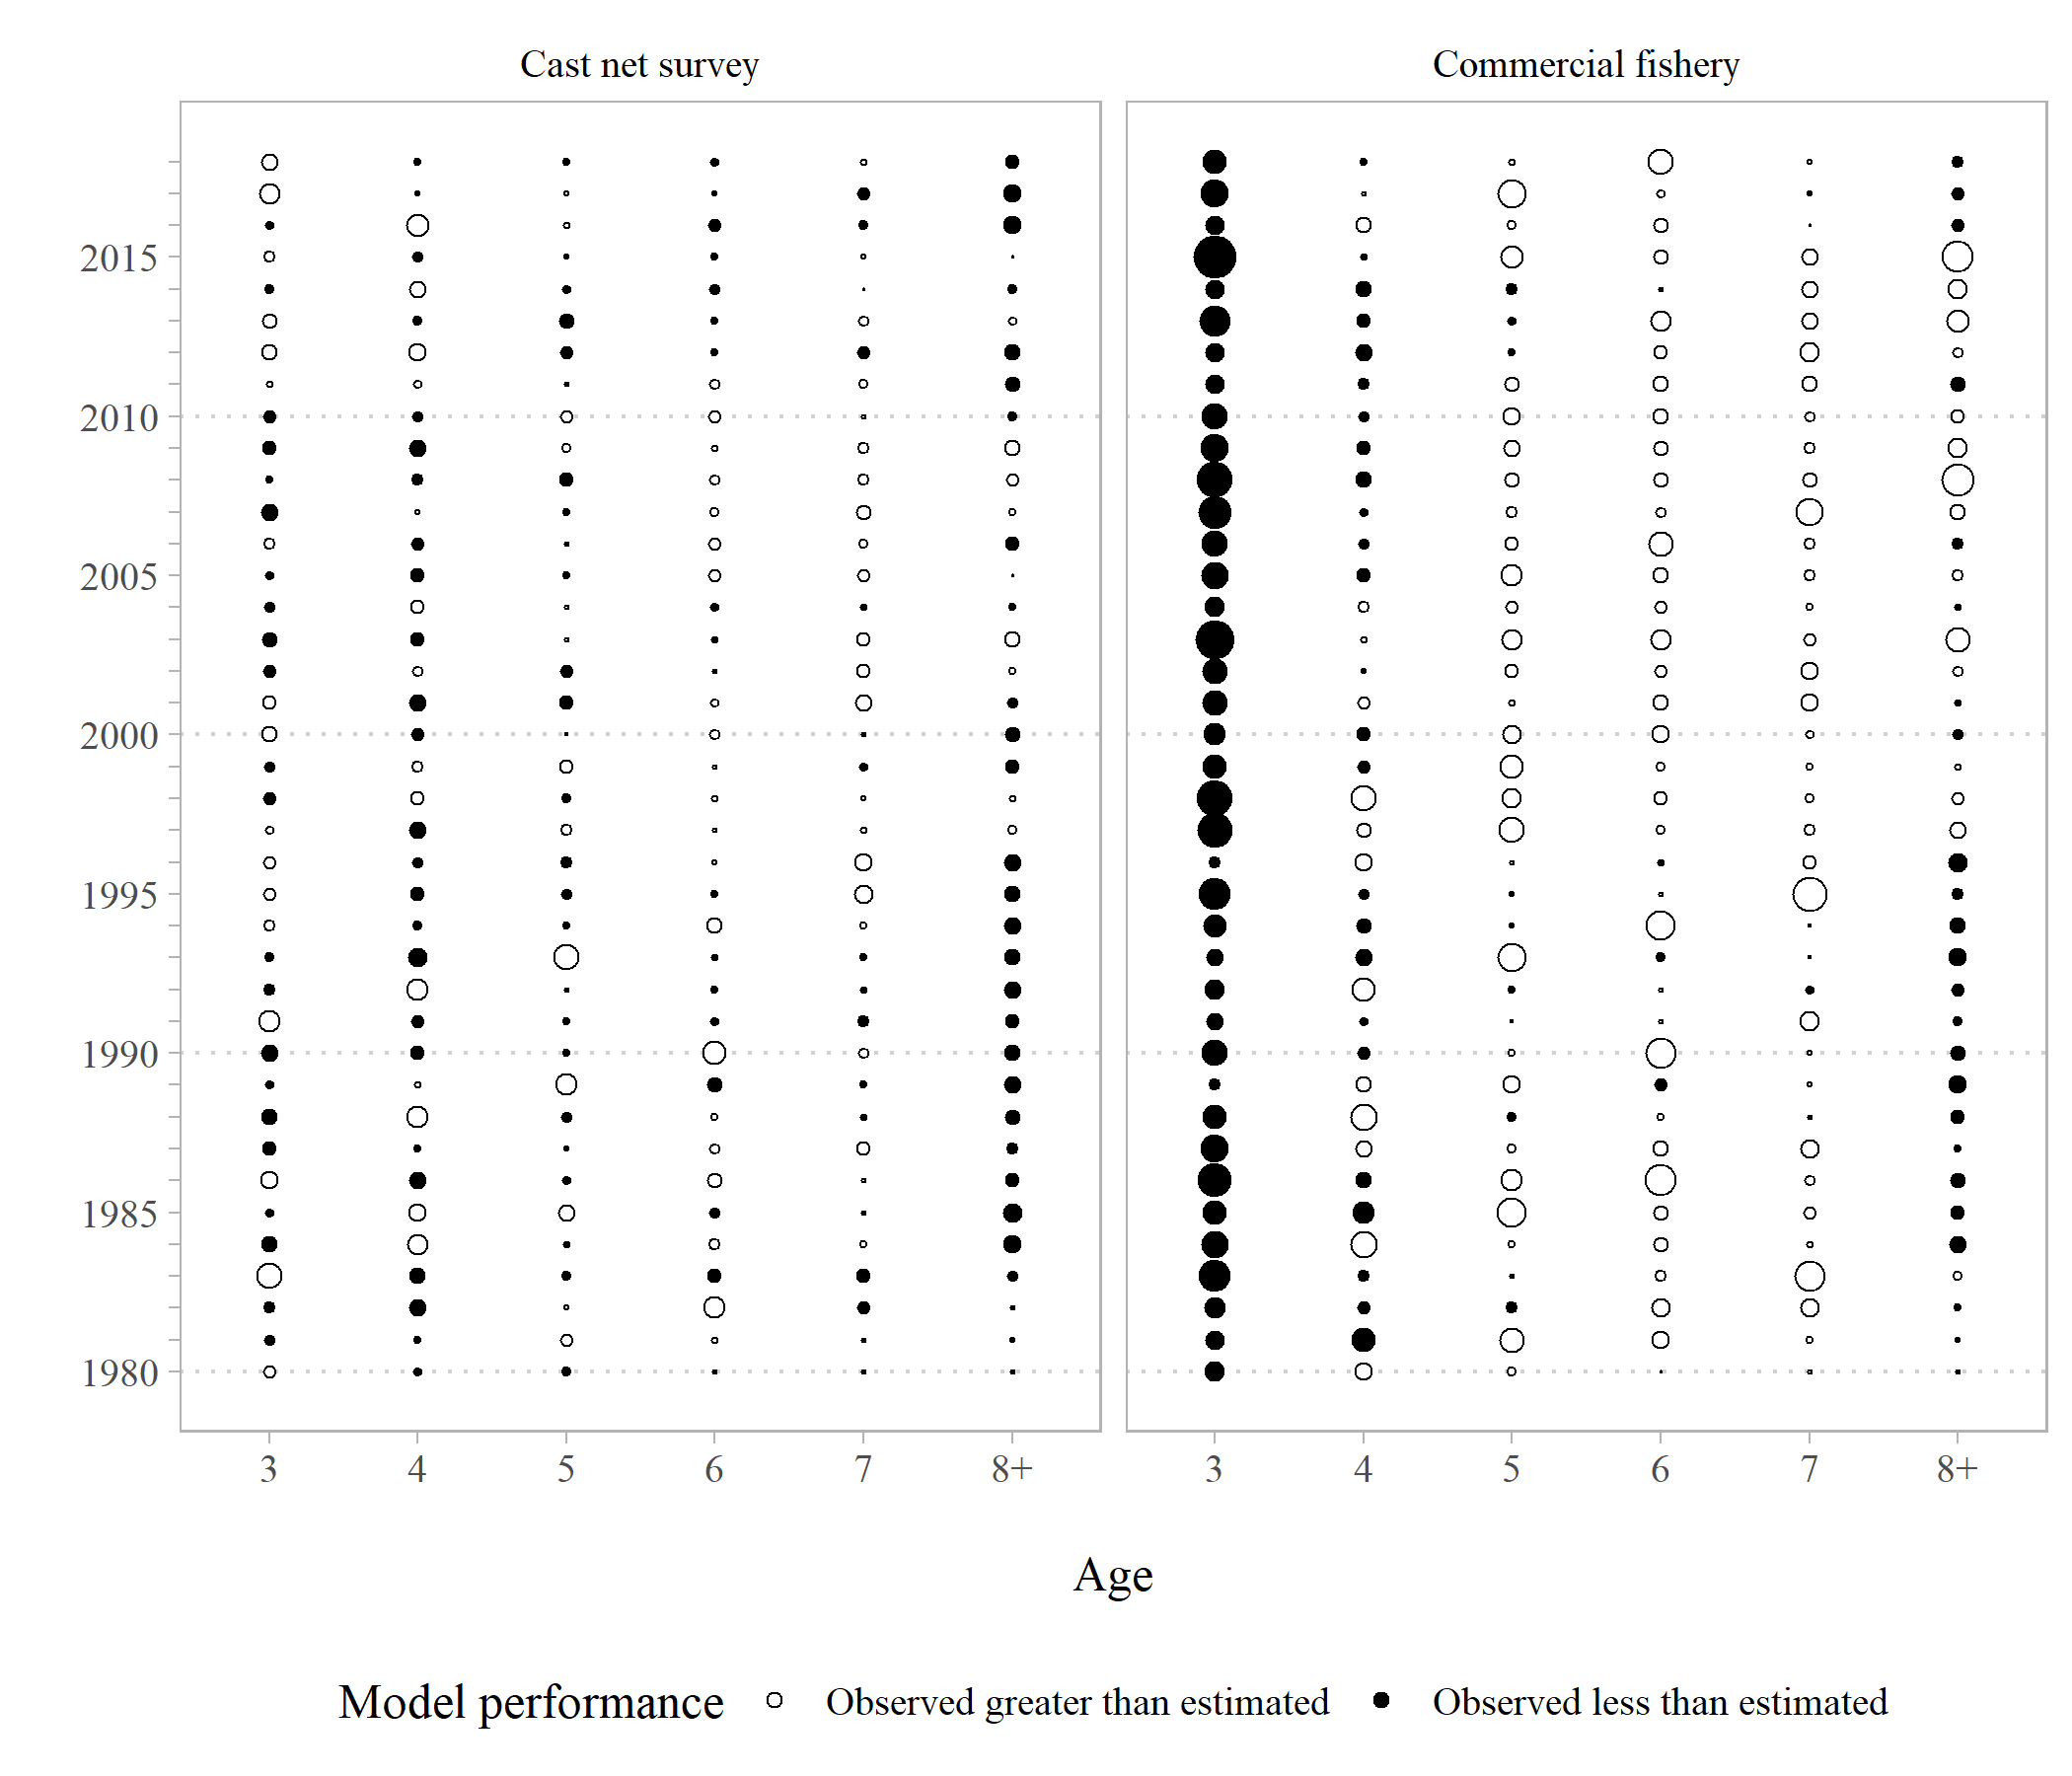 Cast net survey Commercial fishery
2015
2010
2005
2000
1995
1990
1985
1980
3 4 5 6 7 8+ 3 4 5 6 7 8+
Age
Model performance Observed greater than estimated Observed less than estimated